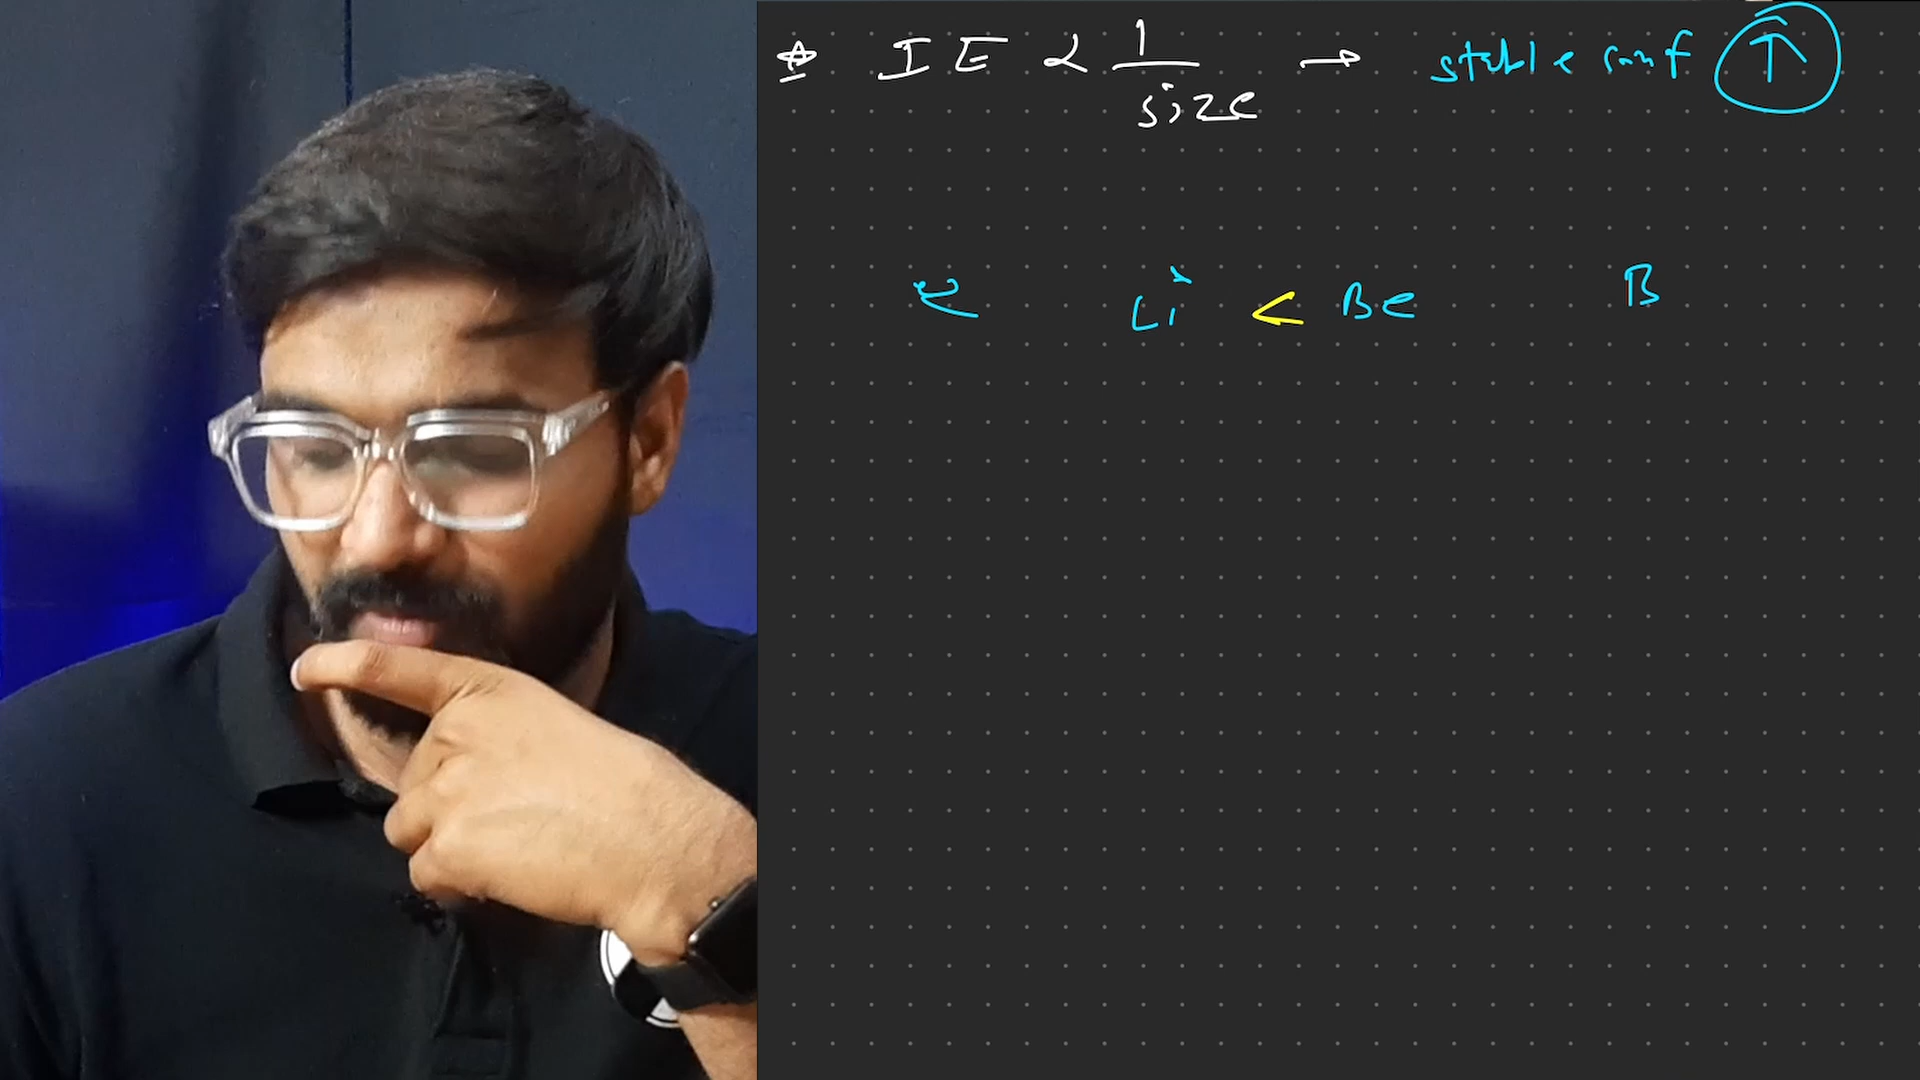 ☆ IE ∝ 1/size → stable conf ↑
Li < Be B